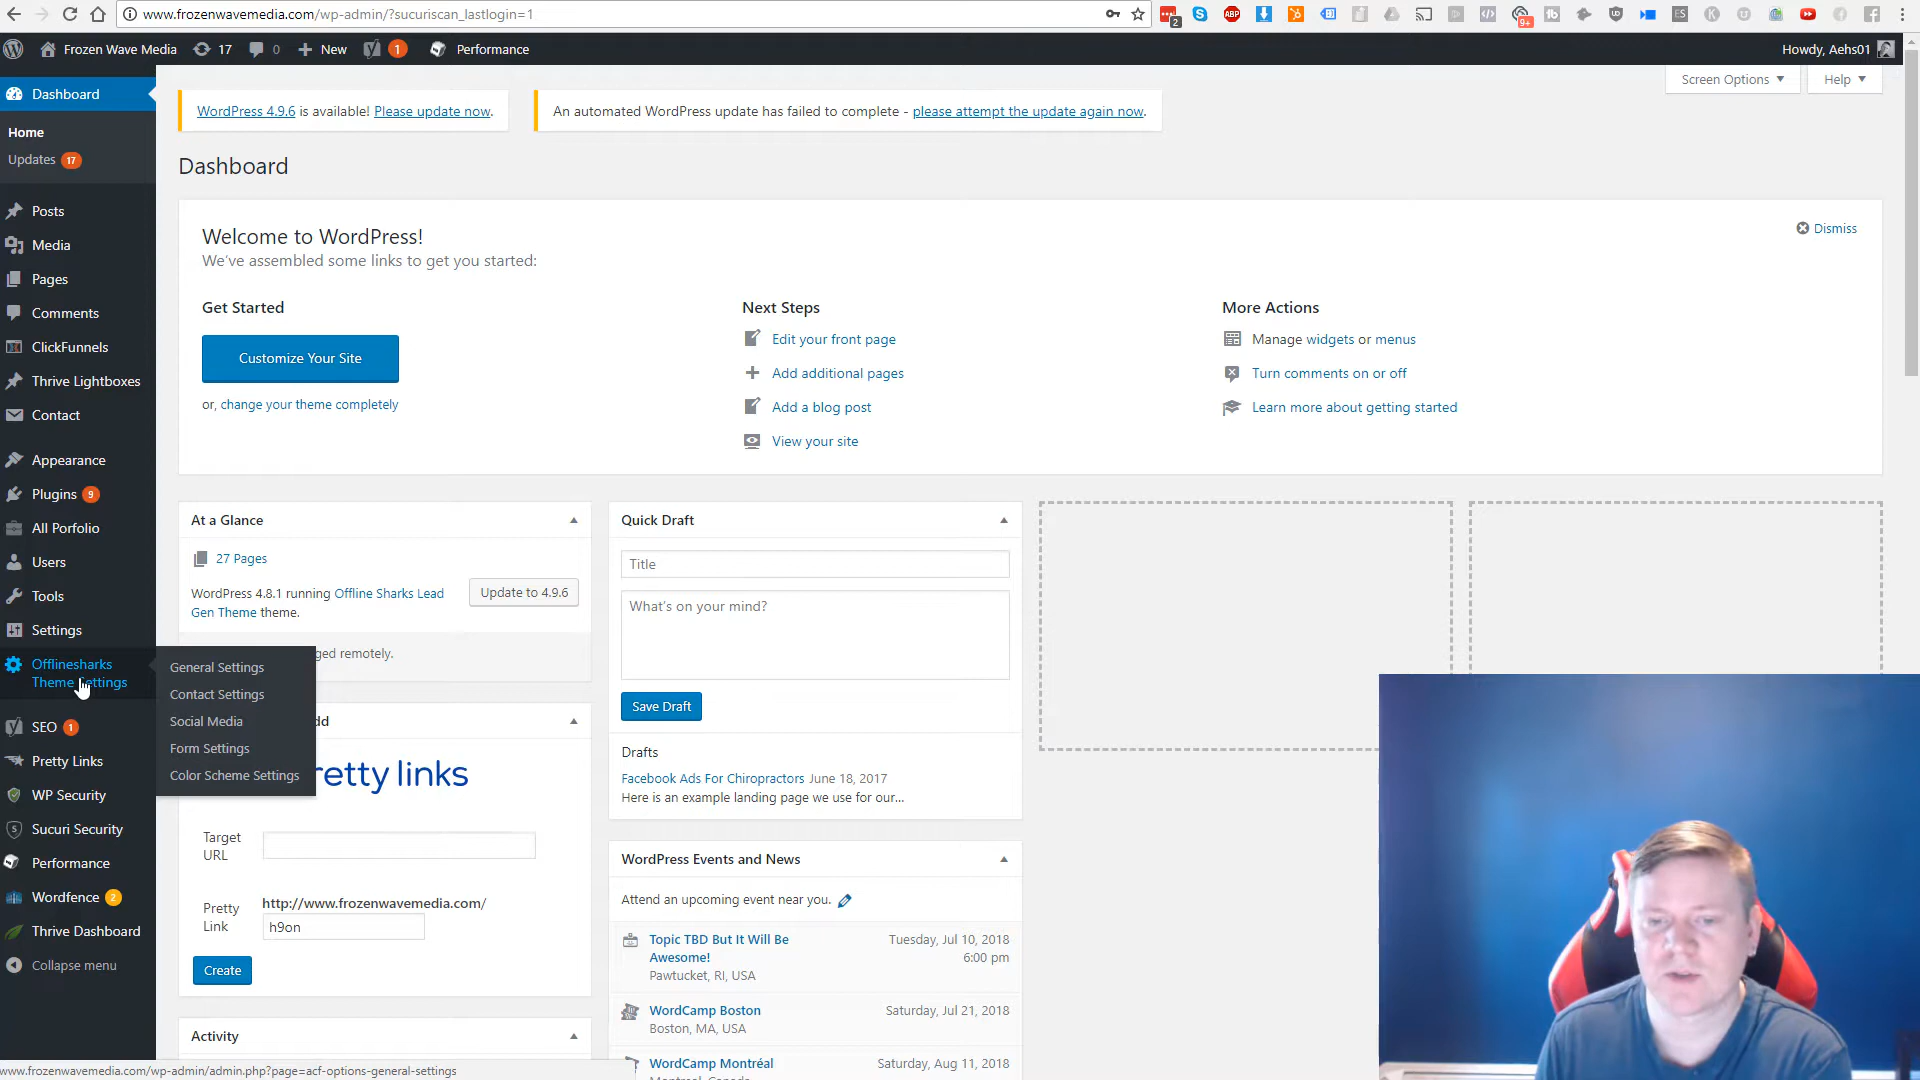 www.frozenwavemedia.com/wp-admin/?sucuriscan_lastlogin=1
2
ABP
9+
ES
Frozen Wave Media
17
0
New
1
Performance
Howdy, Aehs01
Dashboard
Home
Updates 17
Posts
Media
Pages
Comments
ClickFunnels
Thrive Lightboxes
Contact
Appearance
Plugins 9
All Porfolio
Users
Tools
Settings
Offlinesharks
Theme Settings
SEO 1
Pretty Links
WP Security
Sucuri Security
Performance
Wordfence 2
Thrive Dashboard
Collapse menu
General Settings
Contact Settings
Social Media
Form Settings
Color Scheme Settings
Screen Options
Help
WordPress 4.9.6 is available! Please update now.
An automated WordPress update has failed to complete - please attempt the update again now.
Dashboard
Dismiss
Welcome to WordPress!
We've assembled some links to get you started:
Get Started
Customize Your Site
or, change your theme completely
Next Steps
Edit your front page
Add additional pages
Add a blog post
View your site
More Actions
Manage widgets or menus
Turn comments on or off
Learn more about getting started
At a Glance
27 Pages
WordPress 4.8.1 running Offline Sharks Lead
Gen Theme theme.
Update to 4.9.6
ged remotely.
dd
retty links
Target
URL
Pretty
Link
http://www.frozenwavemedia.com/
h9on
Create
Activity
Quick Draft
Title
What's on your mind?
Save Draft
Drafts
Facebook Ads For Chiropractors June 18, 2017
Here is an example landing page we use for our...
WordPress Events and News
Attend an upcoming event near you.
Topic TBD But It Will Be
Awesome!
Pawtucket, RI, USA
Tuesday, Jul 10, 2018
6:00 pm
WordCamp Boston
Boston, MA, USA
Saturday, Jul 21, 2018
WordCamp Montréal
Saturday, Aug 11, 2018
www.frozenwavemedia.com/wp-admin/admin.php?page=acf-options-general-settings